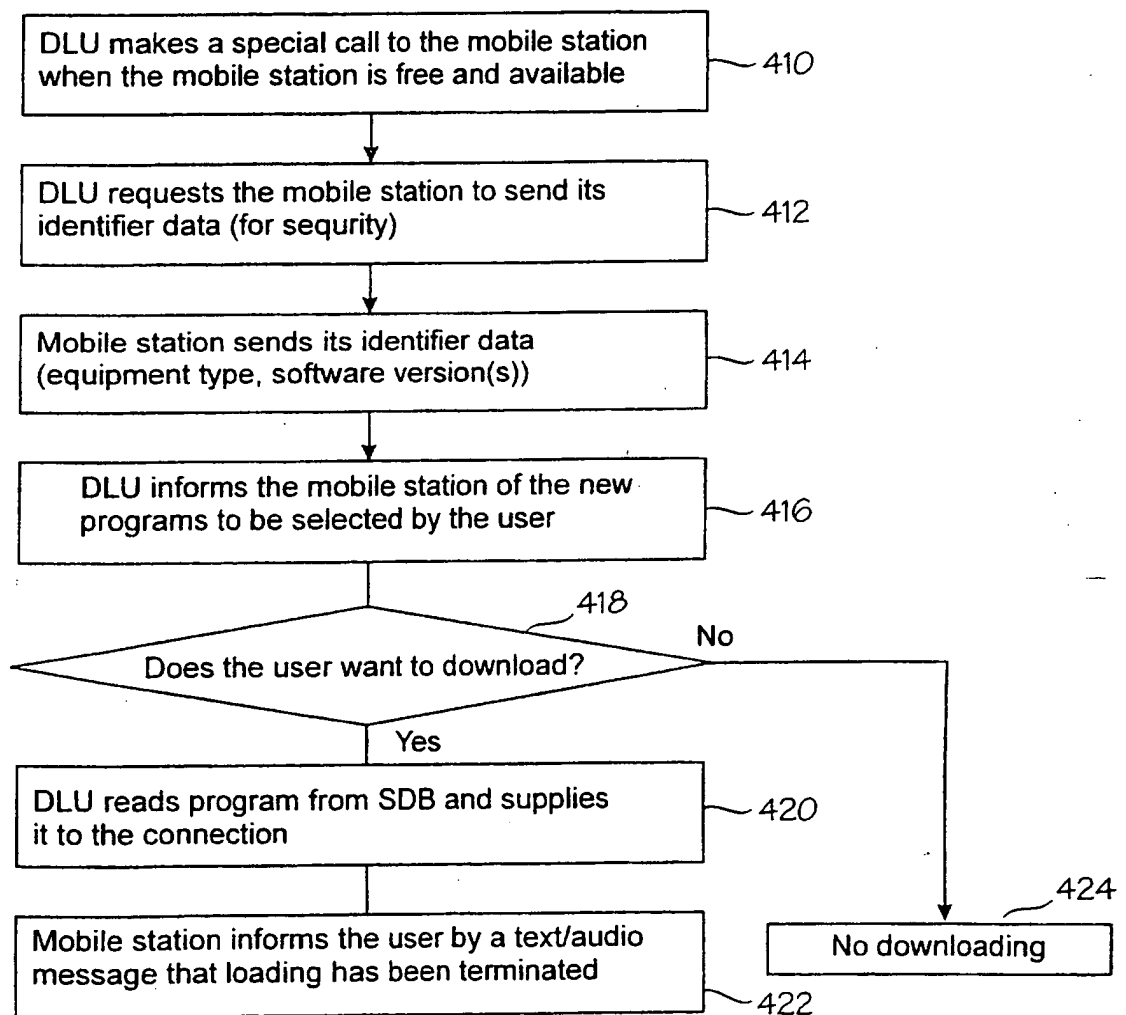 DLU makes a special call to the mobile station
when the mobile station is free and available
410
DLU requests the mobile station to send its
identifier data (for sequrity)
412
Mobile station sends its identifier data
(equipment type, software version(s))
414
DLU informs the mobile station of the new
programs to be selected by the user
416
418
No
Does the user want to download?
Yes
DLU reads program from SDB and supplies
it to the connection
420
424
No downloading
Mobile station informs the user by a text/audio
message that loading has been terminated
422